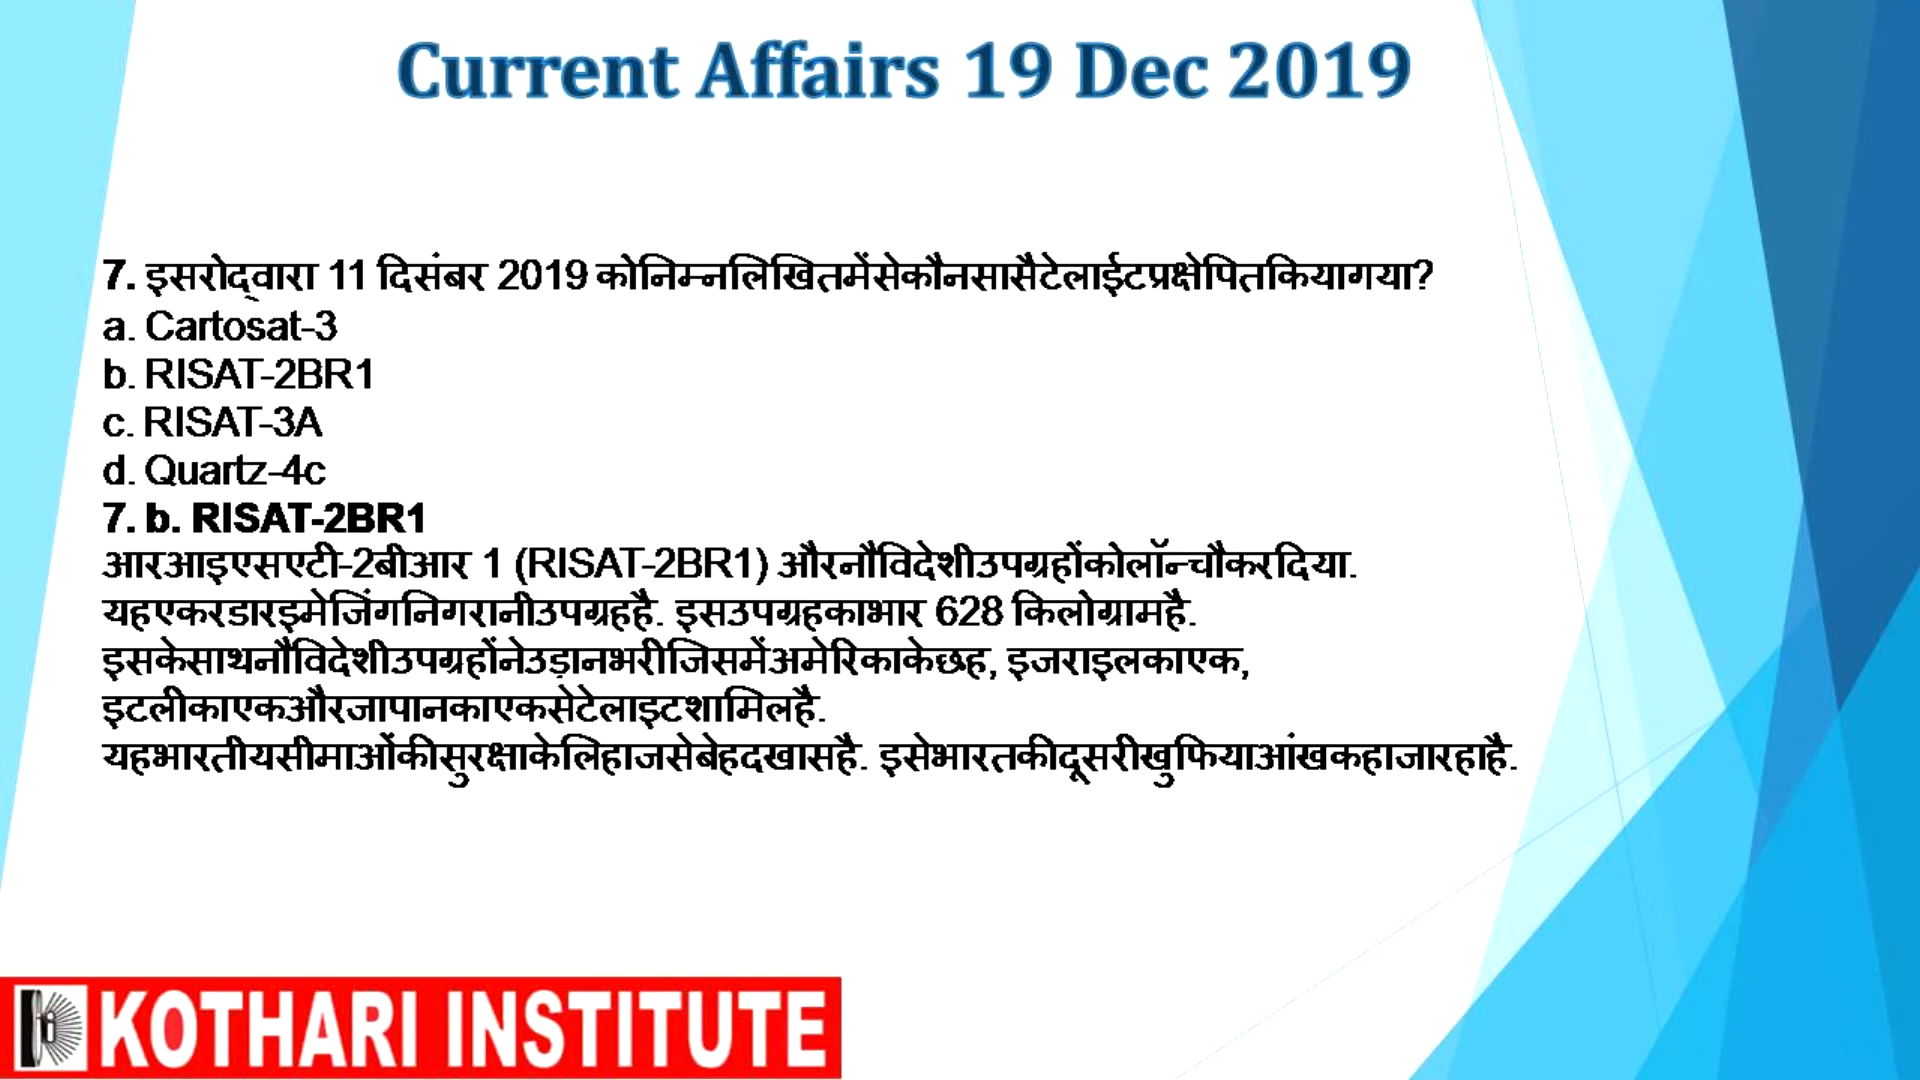 Current Affairs 19 Dec 2019
7. इसरोद्वारा 11 दिसंबर 2019 कोनिम्नलिखितमेंसेकौनसासैटेलाईटप्रक्षेपितकियागया?
a. Cartosat-3
b. RISAT-2BR1
c. RISAT-3A
d. Quartz-4c
7. b. RISAT-2BR1
आरआइएसएटी-2बीआर 1 (RISAT-2BR1) औरनौविदेशीउपग्रहोंकोलॉन्चौकरदिया.
यहएकरडारइमेजिंगनिगरानीउपग्रहहै. इसउपग्रहकाभार 628 किलोग्रामहै.
इसकेसाथनौविदेशीउपग्रहोंनेउड़ानभरीजिसमेंअमेरिकाकेछह, इजराइलकाएक,
इटलीकाएकऔरजापानकाएकसेटेलाइटशामिलहै.
यहभारतीयसीमाओंकीसुरक्षाकेलिहाजसेबेहदखासहै. इसेभारतकीदूसरीखुफियाआंखकहाजारहाहै.
KOTHARI INSTITUTE